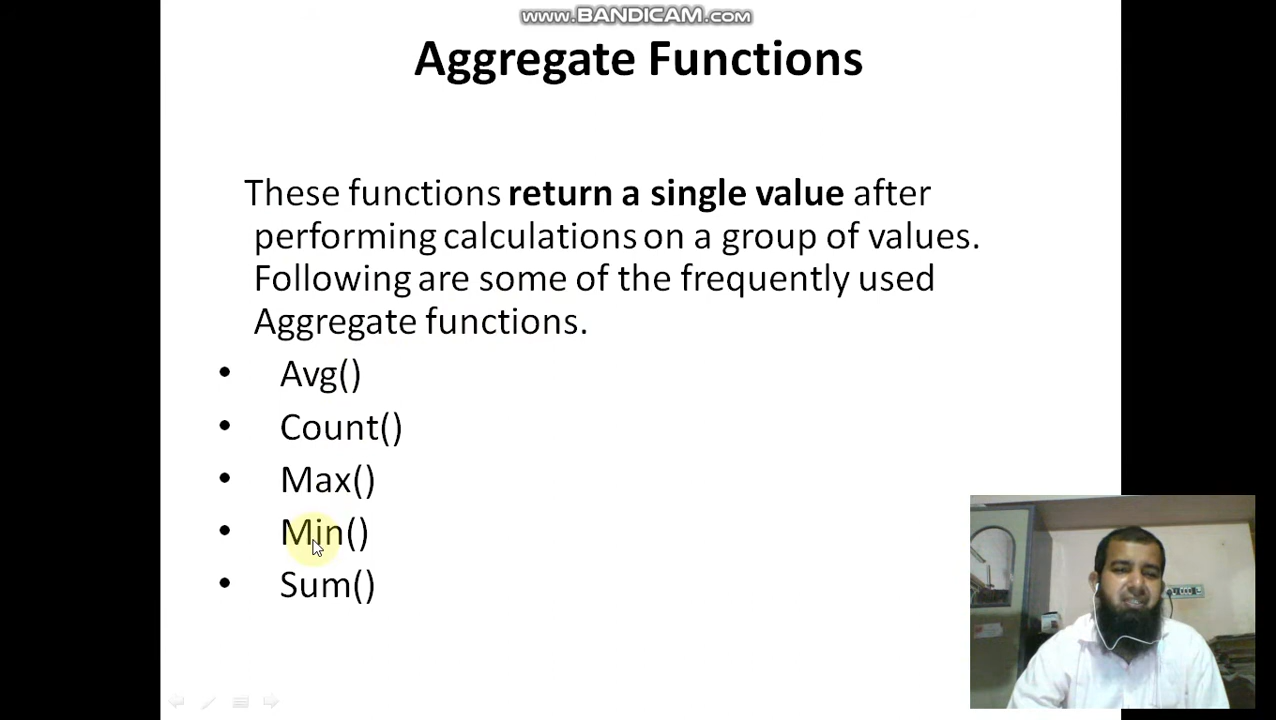 www.BANDICAM.com
Aggregate Functions
These functions return a single value after
performing calculations on a group of values.
Following are some of the frequently used
Aggregate functions.
• Avg()
• Count()
• Max()
• Min()
• Sum()